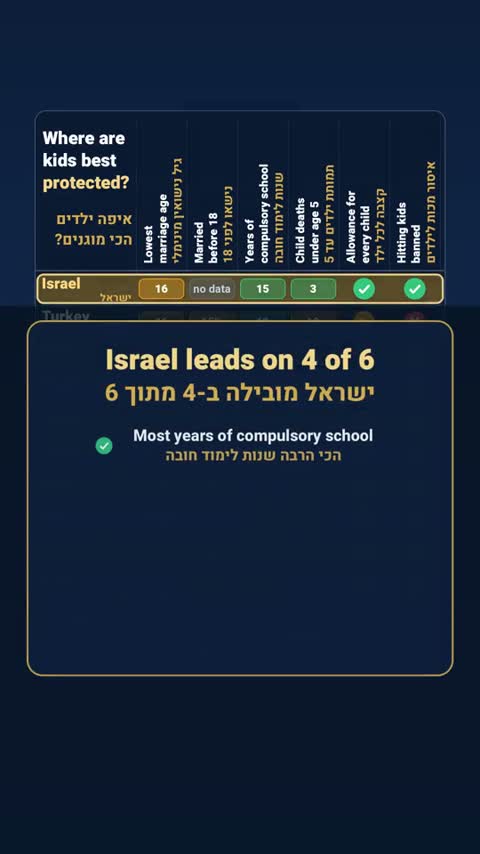 Where are
kids best
protected?
איפה ילדים
הכי מוגנים?
Lowest
marriage age
גיל נישואין מינימלי
Married
before 18
נישאו לפני 18
Years of
compulsory school
שנות לימוד חובה
Child deaths
under age 5
תמותת ילדים עד 5
Allowance for
every child
קצבה לכל ילד
Hitting kids
banned
איסור מכות לילדים
Israel
ישראל
16
no data
15
3
Turkey
Israel leads on 4 of 6
ישראל מובילה ב-4 מתוך 6
Most years of compulsory school
הכי הרבה שנות לימוד חובה